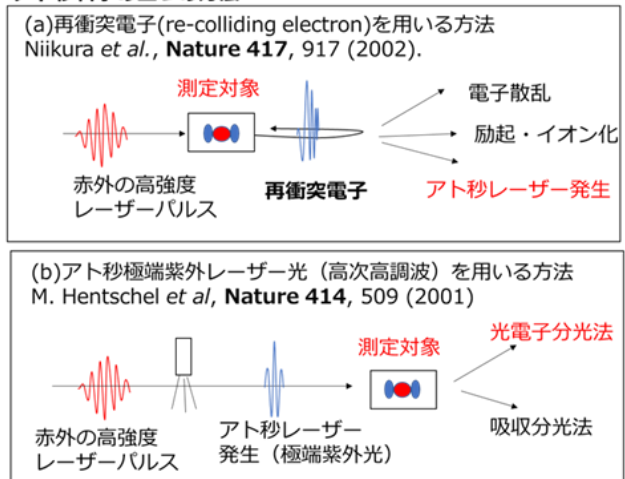 (a)再衝突電子(re-colliding electron)を用いる方法
Niikura et al., Nature 417, 917 (2002).
測定対象
電子散乱
励起・イオン化
赤外の高強度
レーザーパルス
再衝突電子
アト秒レーザー発生
(b)アト秒極端紫外レーザー光（高次高調波）を用いる方法
M. Hentschel et al, Nature 414, 509 (2001)
測定対象
光電子分光法
赤外の高強度
レーザーパルス
アト秒レーザー
発生（極端紫外光）
吸収分光法